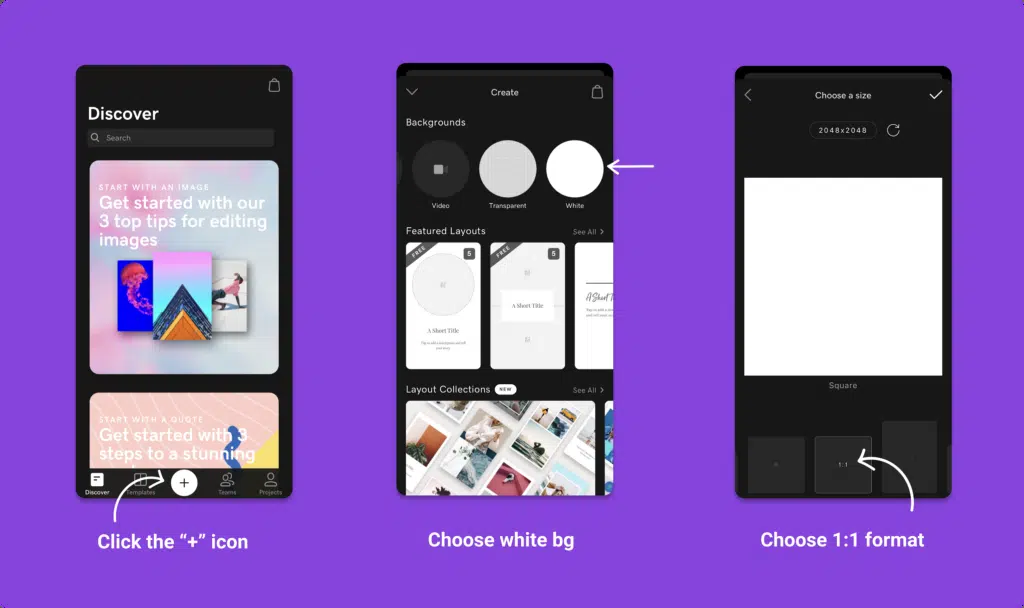 Discover
Search
START WITH AN IMAGE
Get started with our
3 top tips for editing
images
START WITH A QUOTE
Get started with 3
steps to a stunning
Discover
Templates
+
Teams
Projects
Click the “+” icon
Create
Backgrounds
Video
Transparent
White
Featured Layouts
See All >
FREE
5
A Short Title
FREE
5
A Short Title
A Short T
Layout Collections
NEW
See All >
Choose white bg
Choose a size
2048x2048
Square
1:1
Choose 1:1 format